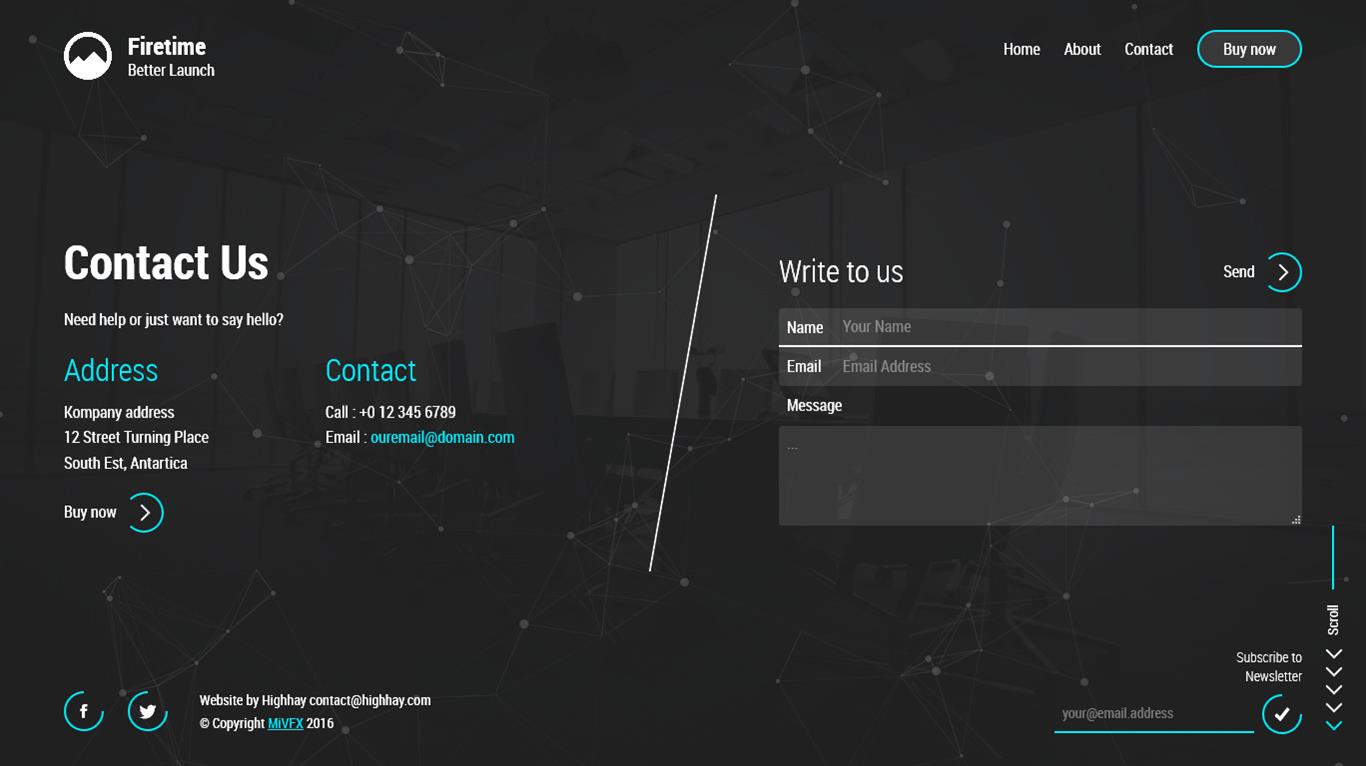 Firetime
Better Launch
Home About Contact Buy now
Contact Us
Need help or just want to say hello?
Address
Kompany address
12 Street Turning Place
South Est, Antartica
Buy now
Contact
Call : +0 12 345 6789
Email : ouremail@domain.com
Write to us
Send
Name Your Name
Email Email Address
Message
...
Scroll
Subscribe to
Newsletter
your@email.address
Website by Highhay contact@highhay.com
© Copyright MiVFX 2016